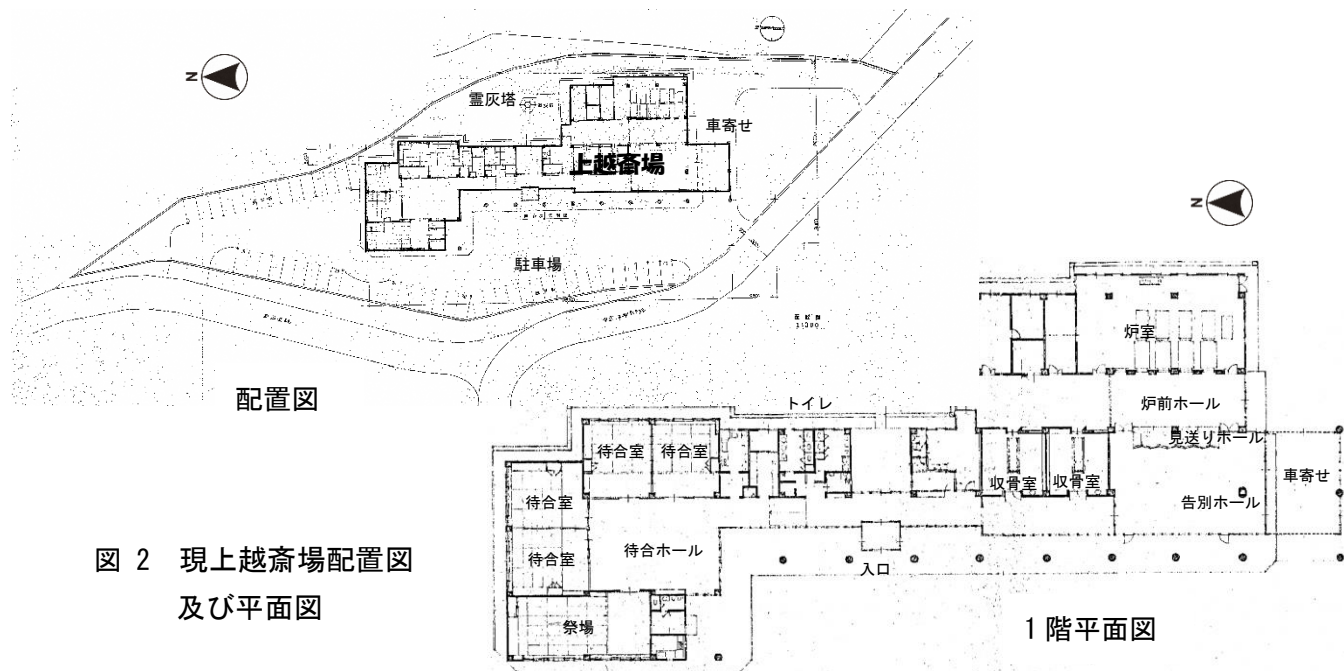 N
霊灰塔
車寄せ
上越斎場
駐車場
配置図
N
炉室
トイレ
炉前ホール
見送りホール
待合室
待合室
収骨室
収骨室
車寄せ
待合室
告別ホール
待合室
待合ホール
入口
祭場
1階平面図
図 2 現上越斎場配置図
及び平面図